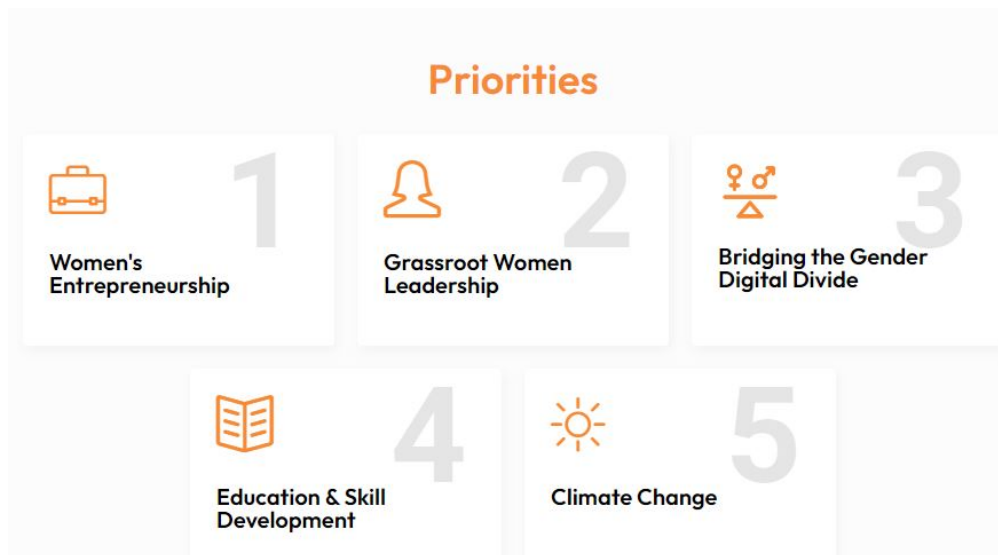 Priorities
1
Women's
Entrepreneurship
2
Grassroot Women
Leadership
3
Bridging the Gender
Digital Divide
4
Education & Skill
Development
5
Climate Change